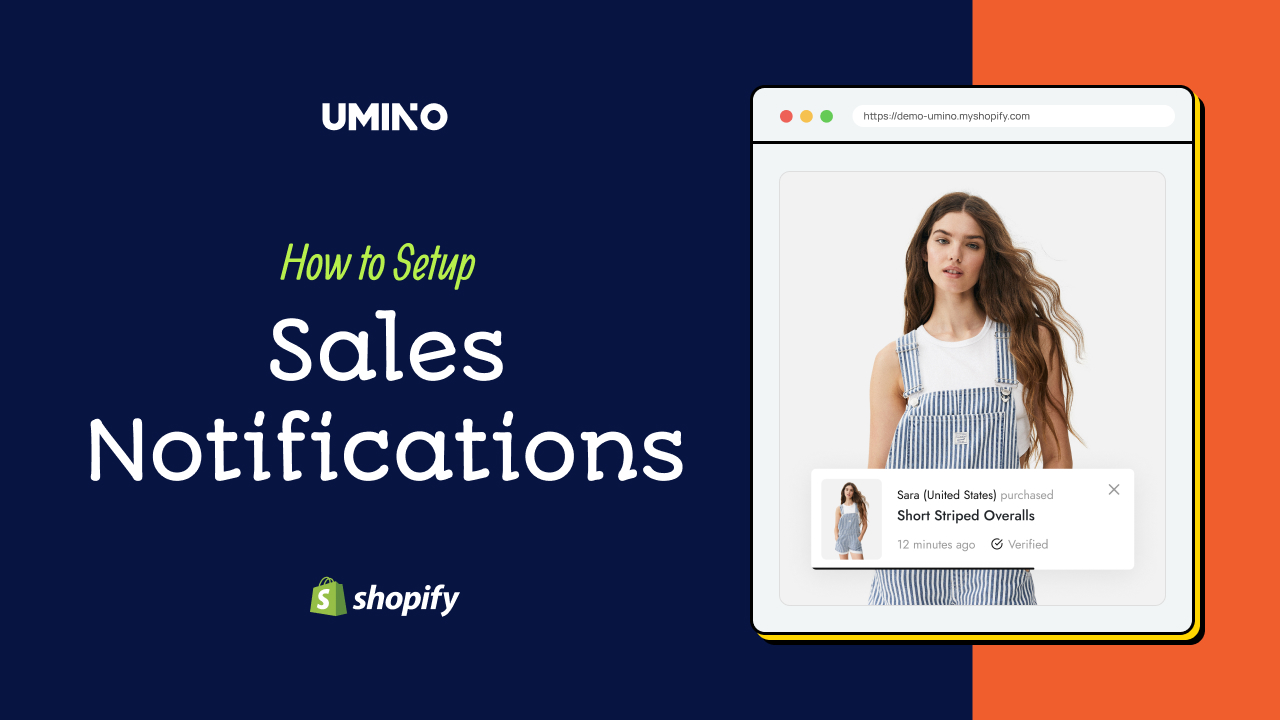 UMINO
How to Setup
Sales
Notifications
shopify
https://demo-umino.myshopify.com
Sara (United States) purchased
Short Striped Overalls
12 minutes ago Verified